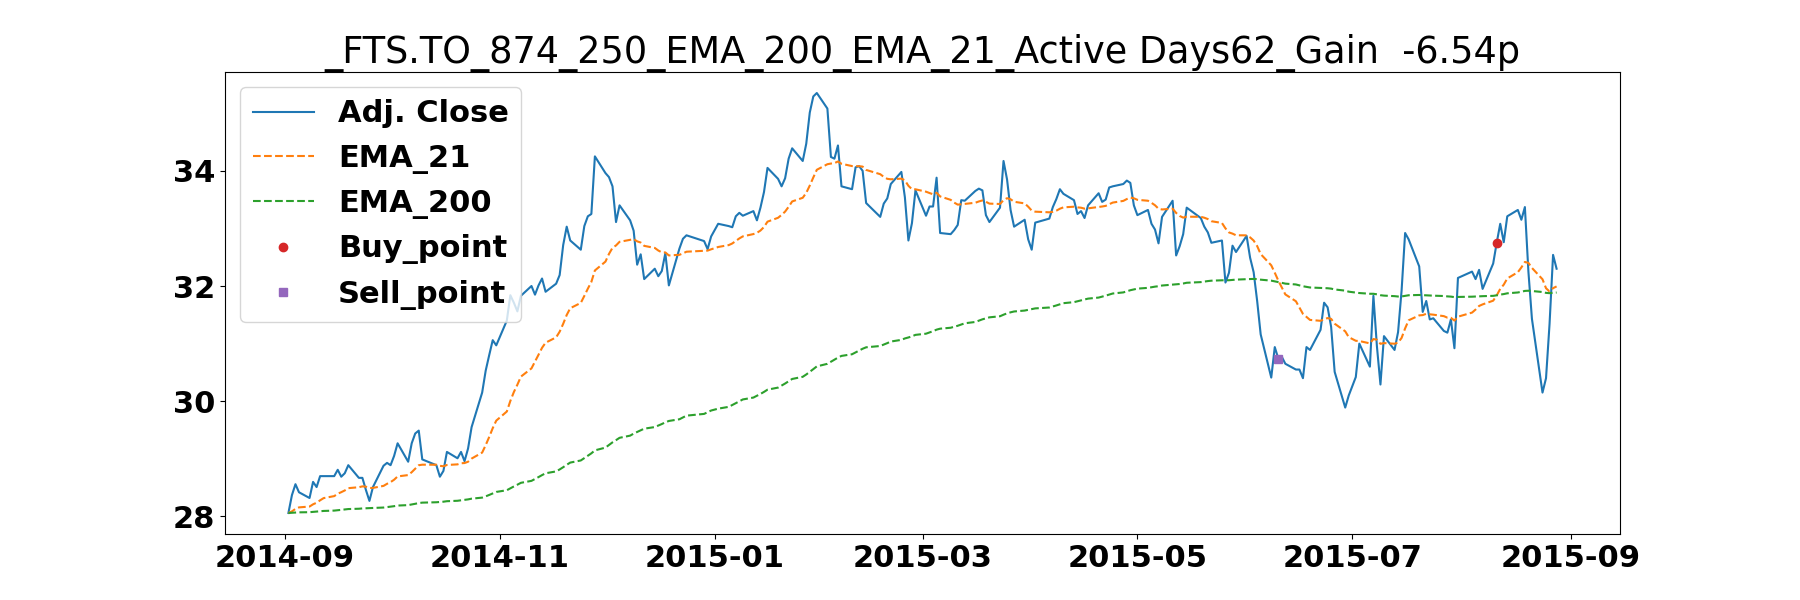 _FTS.TO_874_250_EMA_200_EMA_21_Active Days62_Gain  -6.54p
Adj. Close
EMA_21
EMA_200
Buy_point
Sell_point
34
32
30
28
2014-09 2014-11 2015-01 2015-03 2015-05 2015-07 2015-09